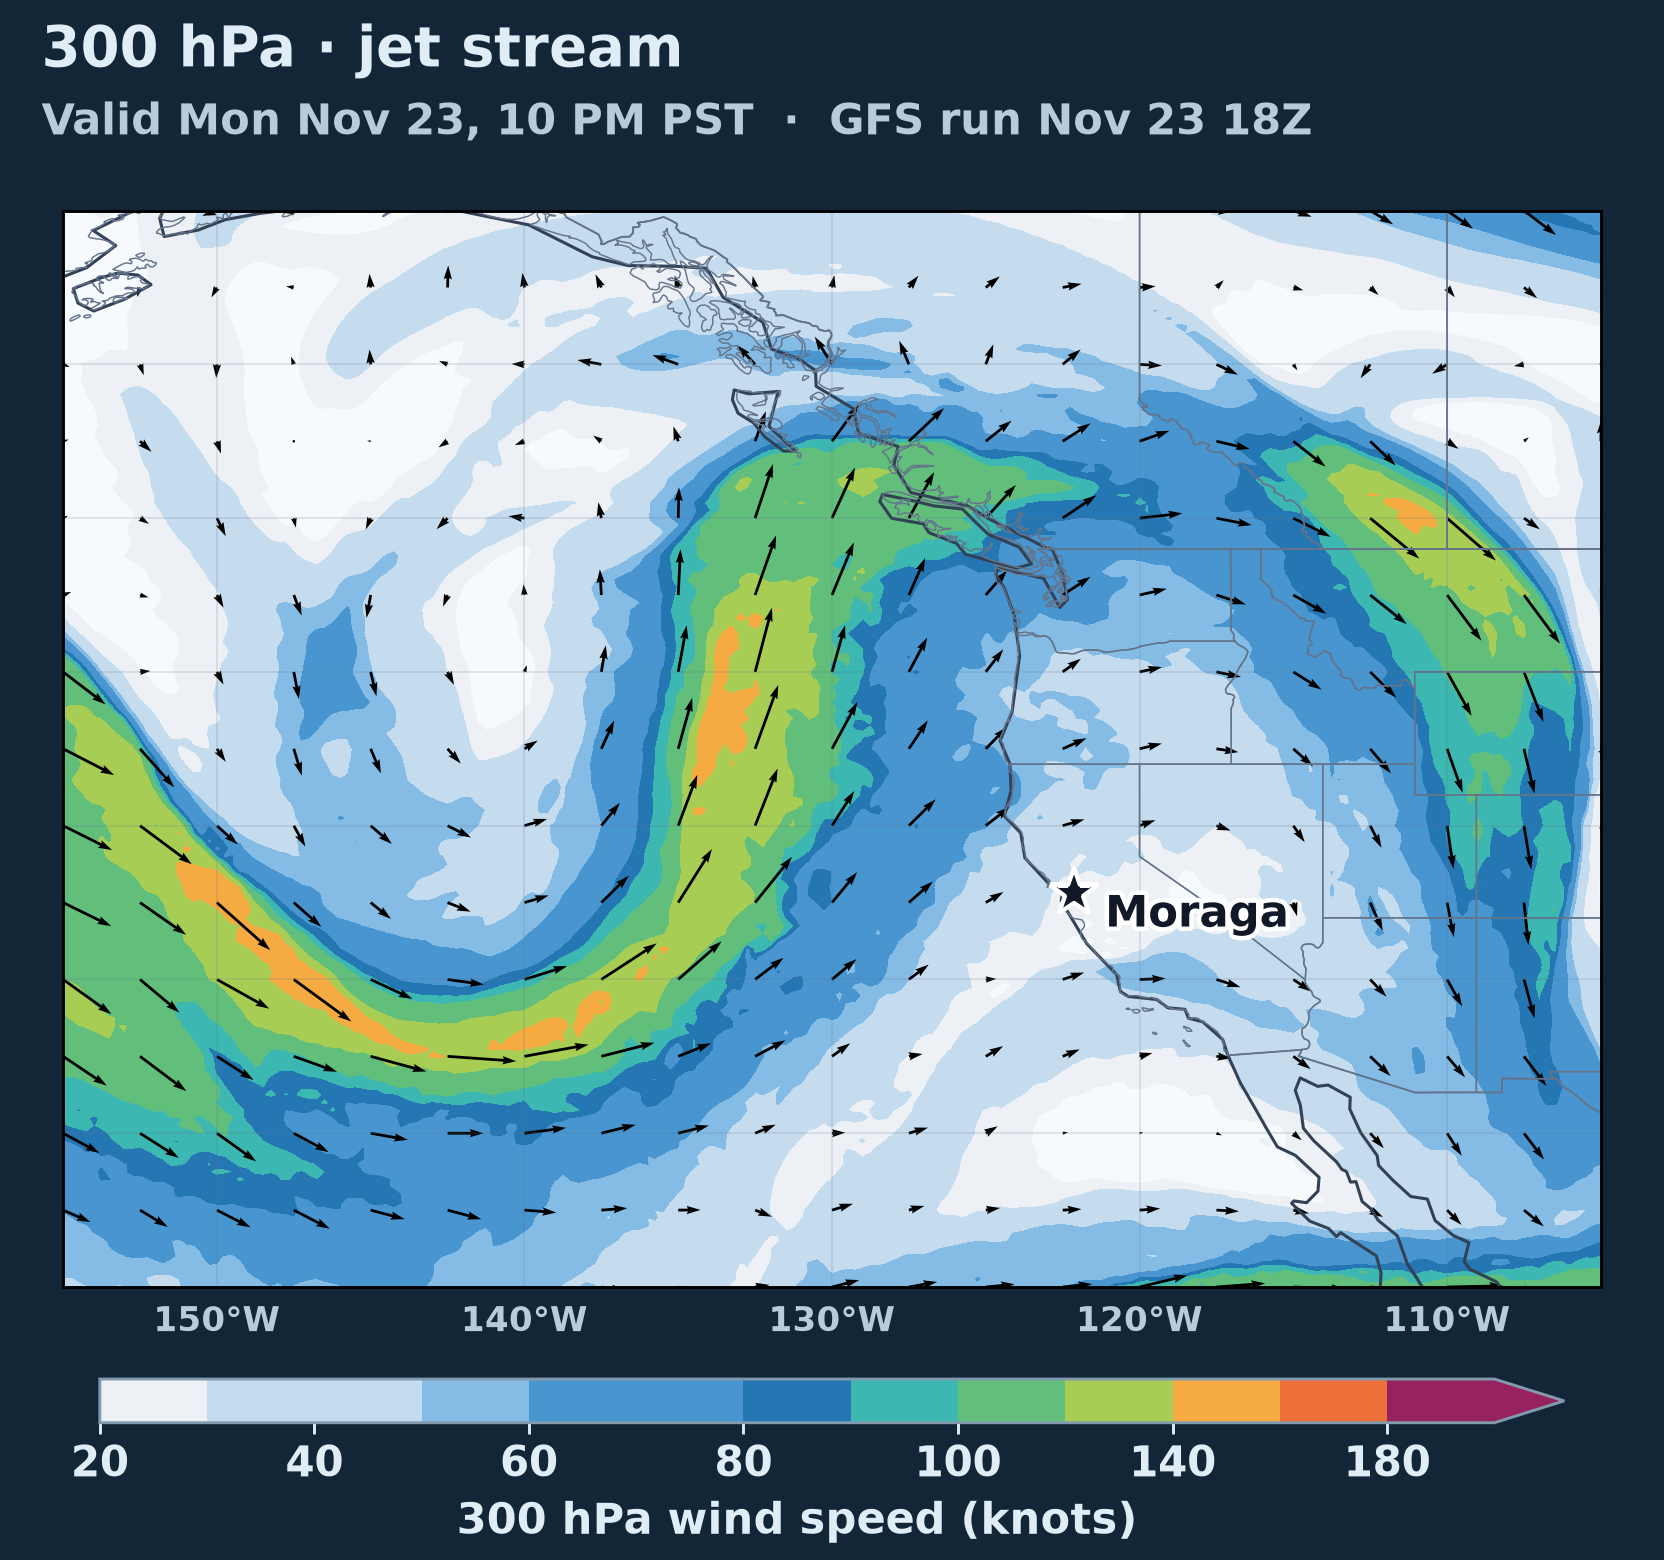 300 hPa · jet stream
Valid Mon Nov 23, 10 PM PST · GFS run Nov 23 18Z
Moraga
150°W 140°W 130°W 120°W 110°W
20 40 60 80 100 140 180
300 hPa wind speed (knots)